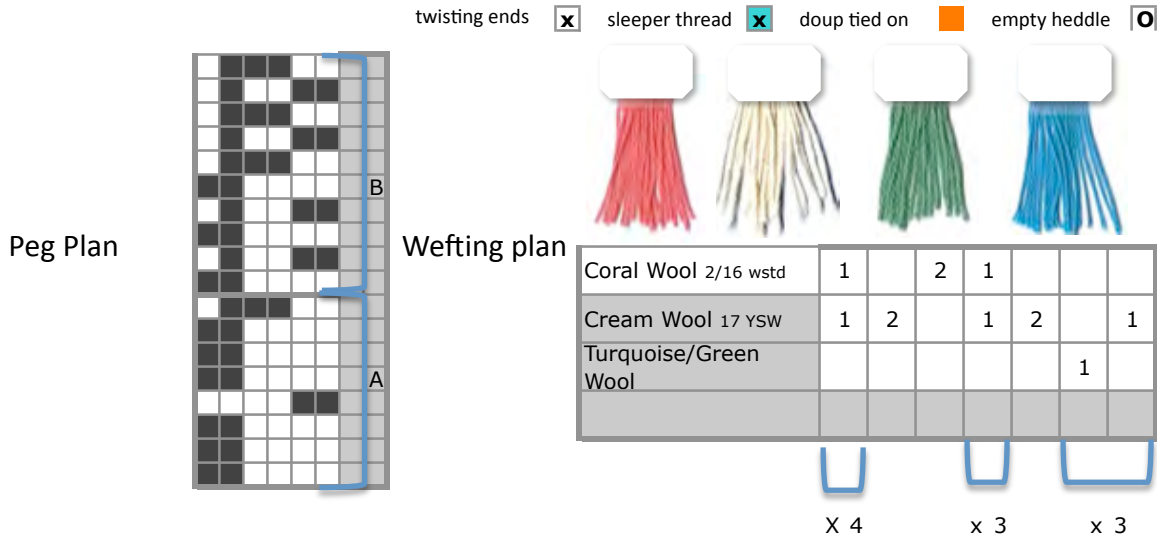 twisting ends x sleeper thread x doup tied on empty heddle O
B
Peg Plan
Wefting plan
Coral Wool 2/16 wstd 1 2 1
Cream Wool 17 YSW 1 2 1 2 1
Turquoise/Green
Wool 1
A
X 4 x 3 x 3